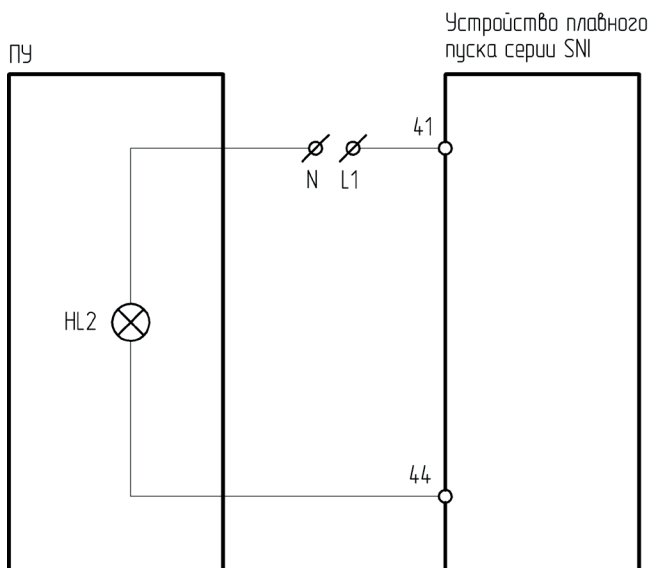 Устройство плавного
пуска серии SNI
ПУ
41
N L1
HL2
44